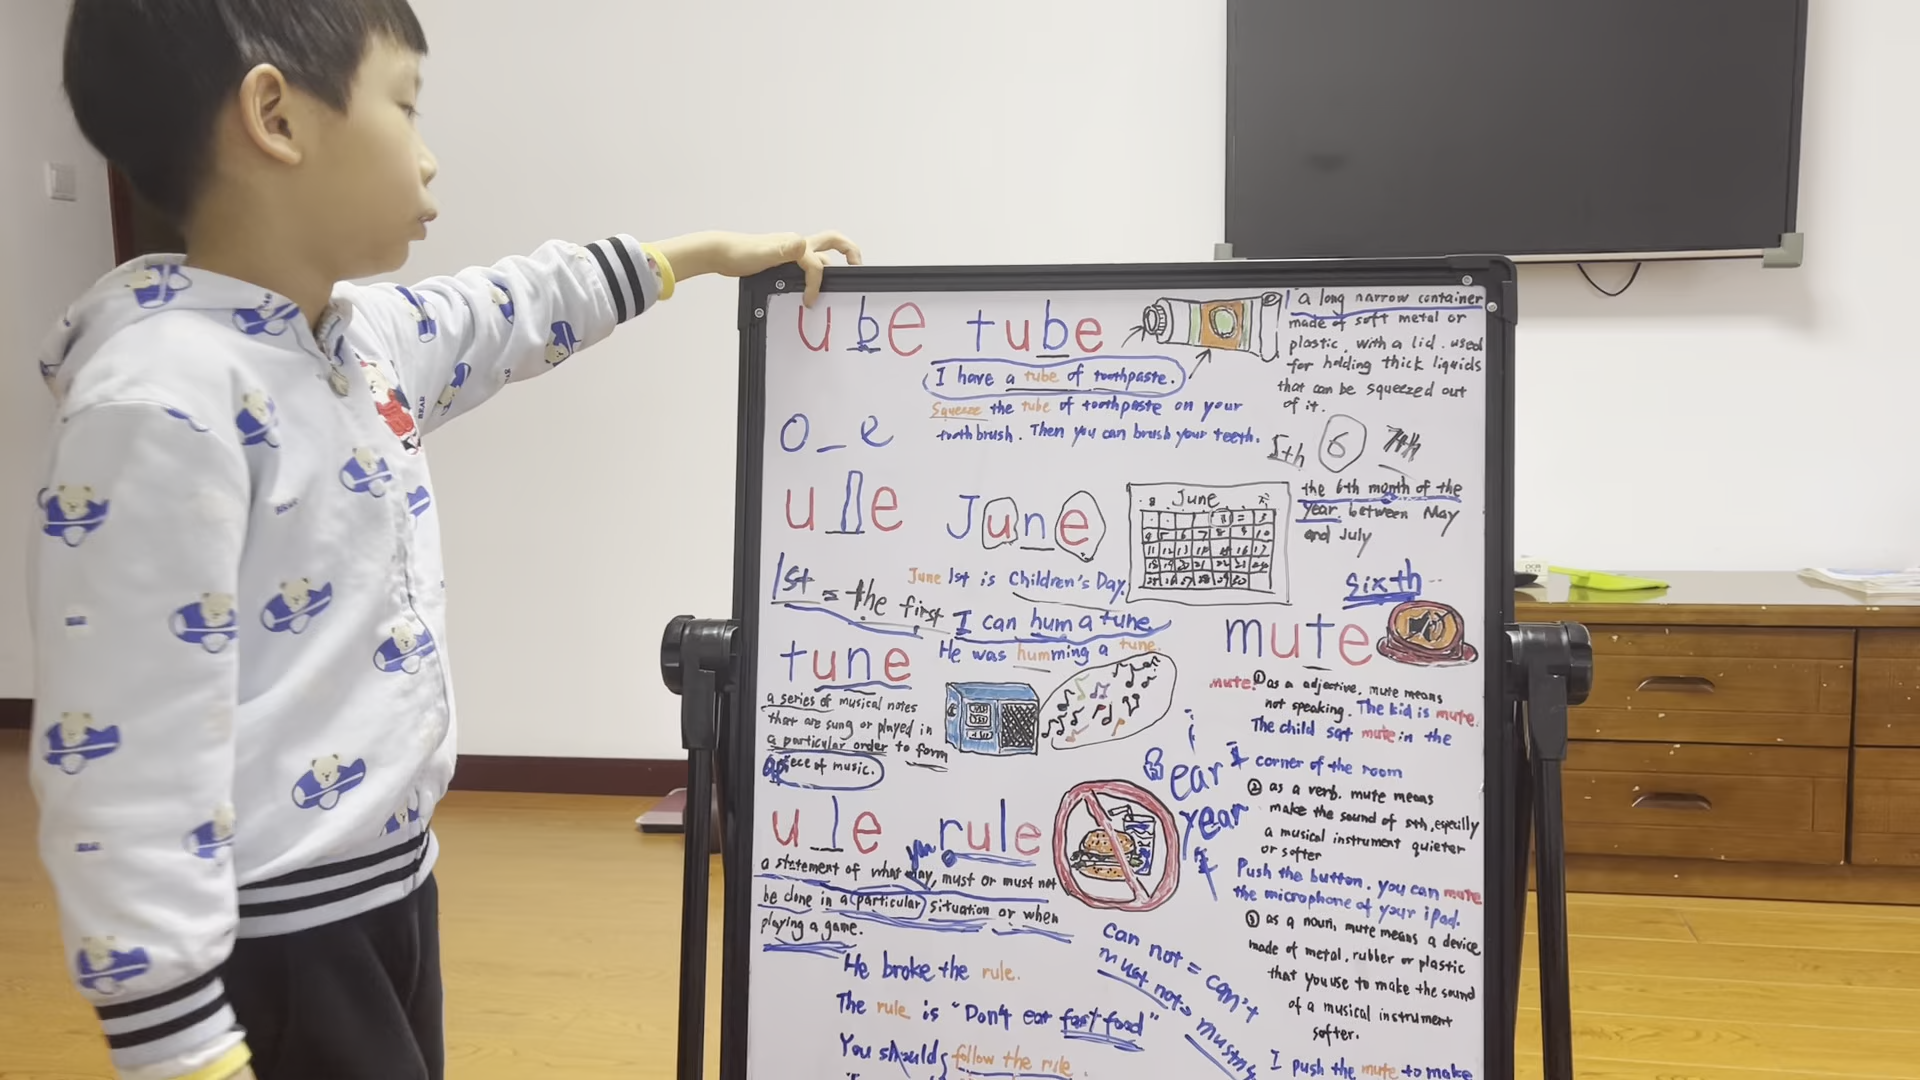 ube tube
I have a tube of toothpaste.
Squeeze the tube of toothpaste on your
toothbrush. Then you can brush your teeth.
a long narrow container
made of soft metal or
plastic. with a lid. used
for holding thick liquids
that can be squeezed out
of it.
o_e
5th 6 7th
u_e June
June
the 6th month of the
year. between May
and July
sixth
June 1st is Children's Day.
1st = the first
I can hum a tune
He was humming a tune.
tune
a series of musical notes
that are sung or played in
a particular order to form
a piece of music.
mute
mute: ① as a adjective, mute means
not speaking. The kid is mute.
The child sat mute in the
corner of the room
② as a verb. mute means
make the sound of sth, especilly
a musical instrument quieter
or softer
Push the button. you can mute
the microphone of your ipad.
③ as a noun, mute means a device
made of metal, rubber or plastic
that you use to make the sound
of a musical instrument
softer.
I push the mute to make
ear
year
u_le rule
you
a statement of what may, must or must not
be done in a particular situation or when
playing a game.
He broke the rule.
The rule is "Don't eat fast food"
You should follow the rule.
can not = can't
must not = mustn't
BEAR